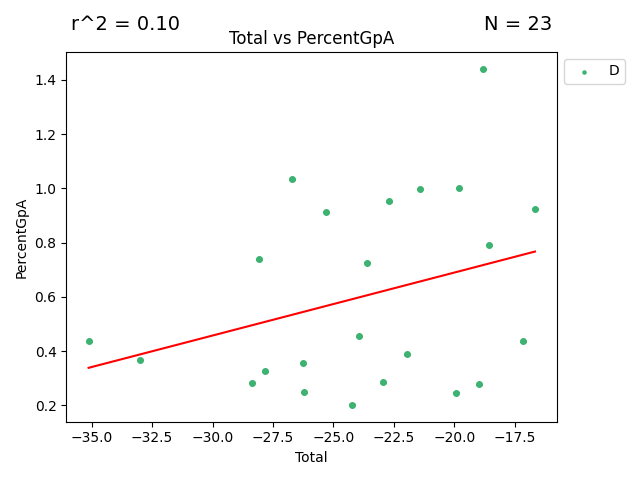 r^2 = 0.10
N = 23
Total vs PercentGpA
D
PercentGpA
1.4
1.2
1.0
0.8
0.6
0.4
0.2
−35.0 −32.5 −30.0 −27.5 −25.0 −22.5 −20.0 −17.5
Total